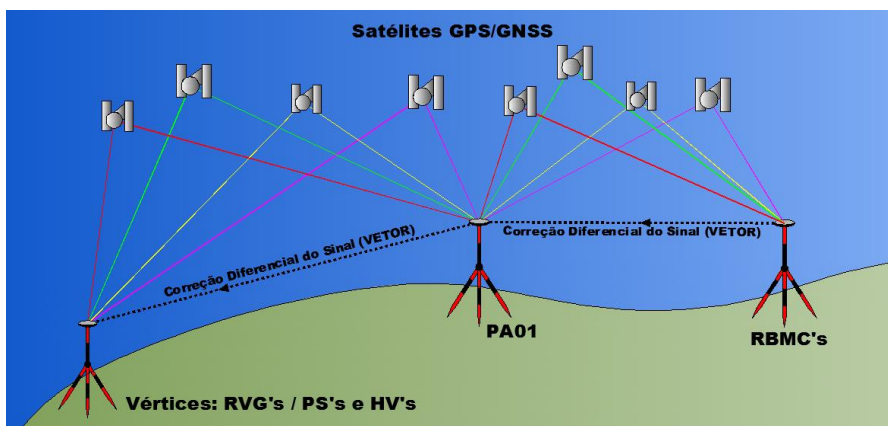 Satélites GPS/GNSS
Correção Diferencial do Sinal (VETOR)
Correção Diferencial do Sinal (VETOR)
PA01
RBMC's
Vértices: RVG's / PS's e HV's